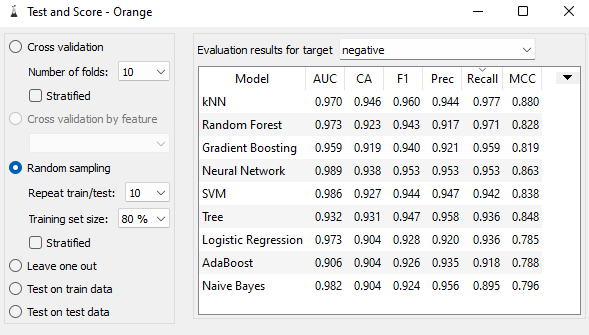 Test and Score - Orange
Cross validation
Number of folds: 10
Stratified
Cross validation by feature
Random sampling
Repeat train/test: 10
Training set size: 80 %
Stratified
Leave one out
Test on train data
Test on test data
Evaluation results for target negative
Model AUC CA F1 Prec Recall MCC
kNN 0.970 0.946 0.960 0.944 0.977 0.880
Random Forest 0.973 0.923 0.943 0.917 0.971 0.828
Gradient Boosting 0.959 0.919 0.940 0.921 0.959 0.819
Neural Network 0.989 0.938 0.953 0.953 0.953 0.863
SVM 0.986 0.927 0.944 0.947 0.942 0.838
Tree 0.932 0.931 0.947 0.958 0.936 0.848
Logistic Regression 0.973 0.904 0.928 0.920 0.936 0.785
AdaBoost 0.906 0.904 0.926 0.935 0.918 0.788
Naive Bayes 0.982 0.904 0.924 0.956 0.895 0.796